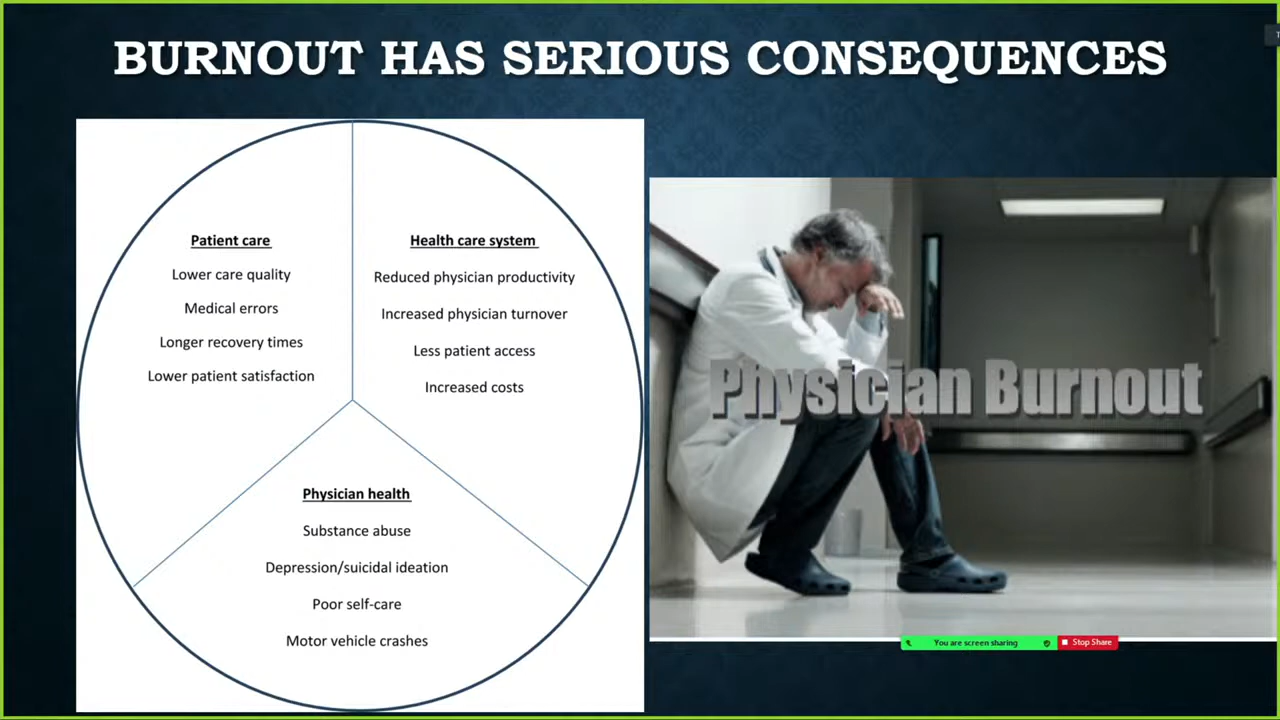 BURNOUT HAS SERIOUS CONSEQUENCES
Patient care
Lower care quality
Medical errors
Longer recovery times
Lower patient satisfaction
Health care system
Reduced physician productivity
Increased physician turnover
Less patient access
Increased costs
Physician health
Substance abuse
Depression/suicidal ideation
Poor self-care
Motor vehicle crashes
Physician Burnout
You are screen sharing
Stop Share